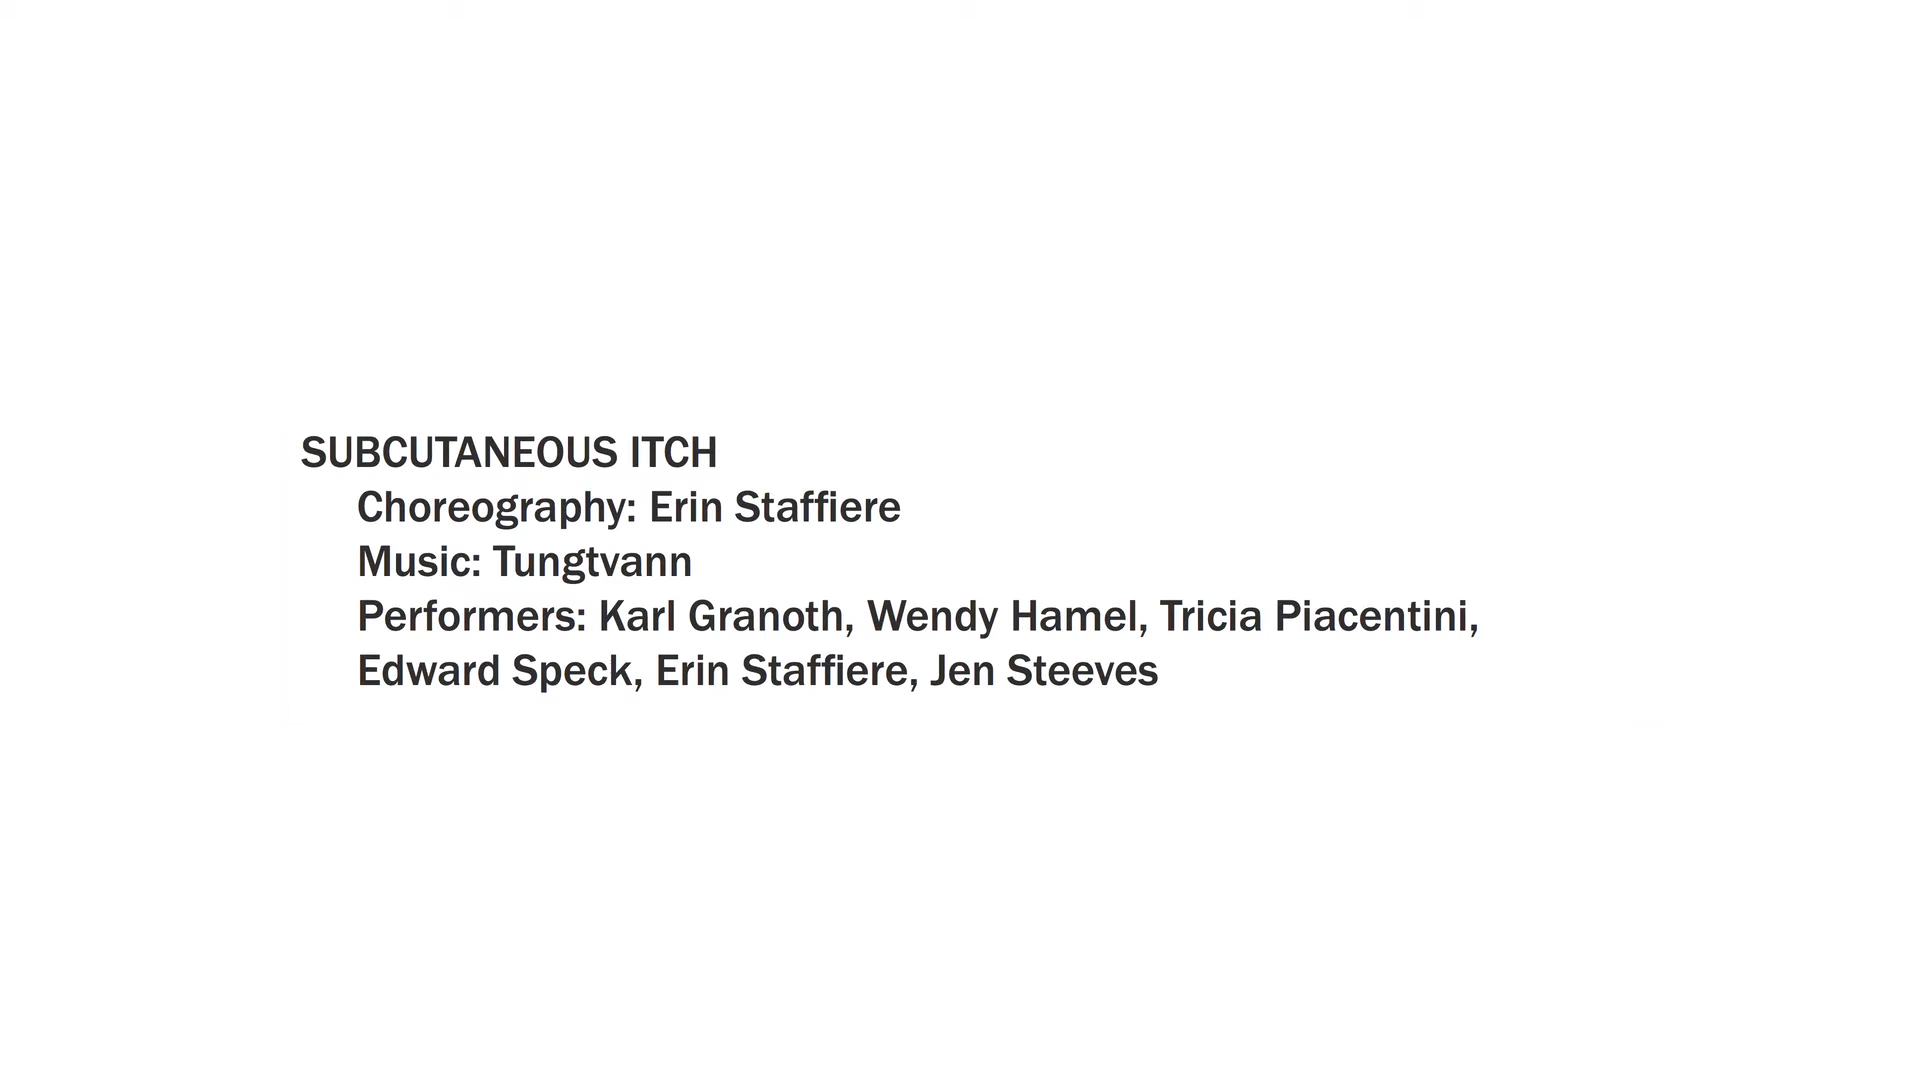 SUBCUTANEOUS ITCH
Choreography: Erin Staffiere
Music: Tungtvann
Performers: Karl Granoth, Wendy Hamel, Tricia Piacentini,
Edward Speck, Erin Staffiere, Jen Steeves